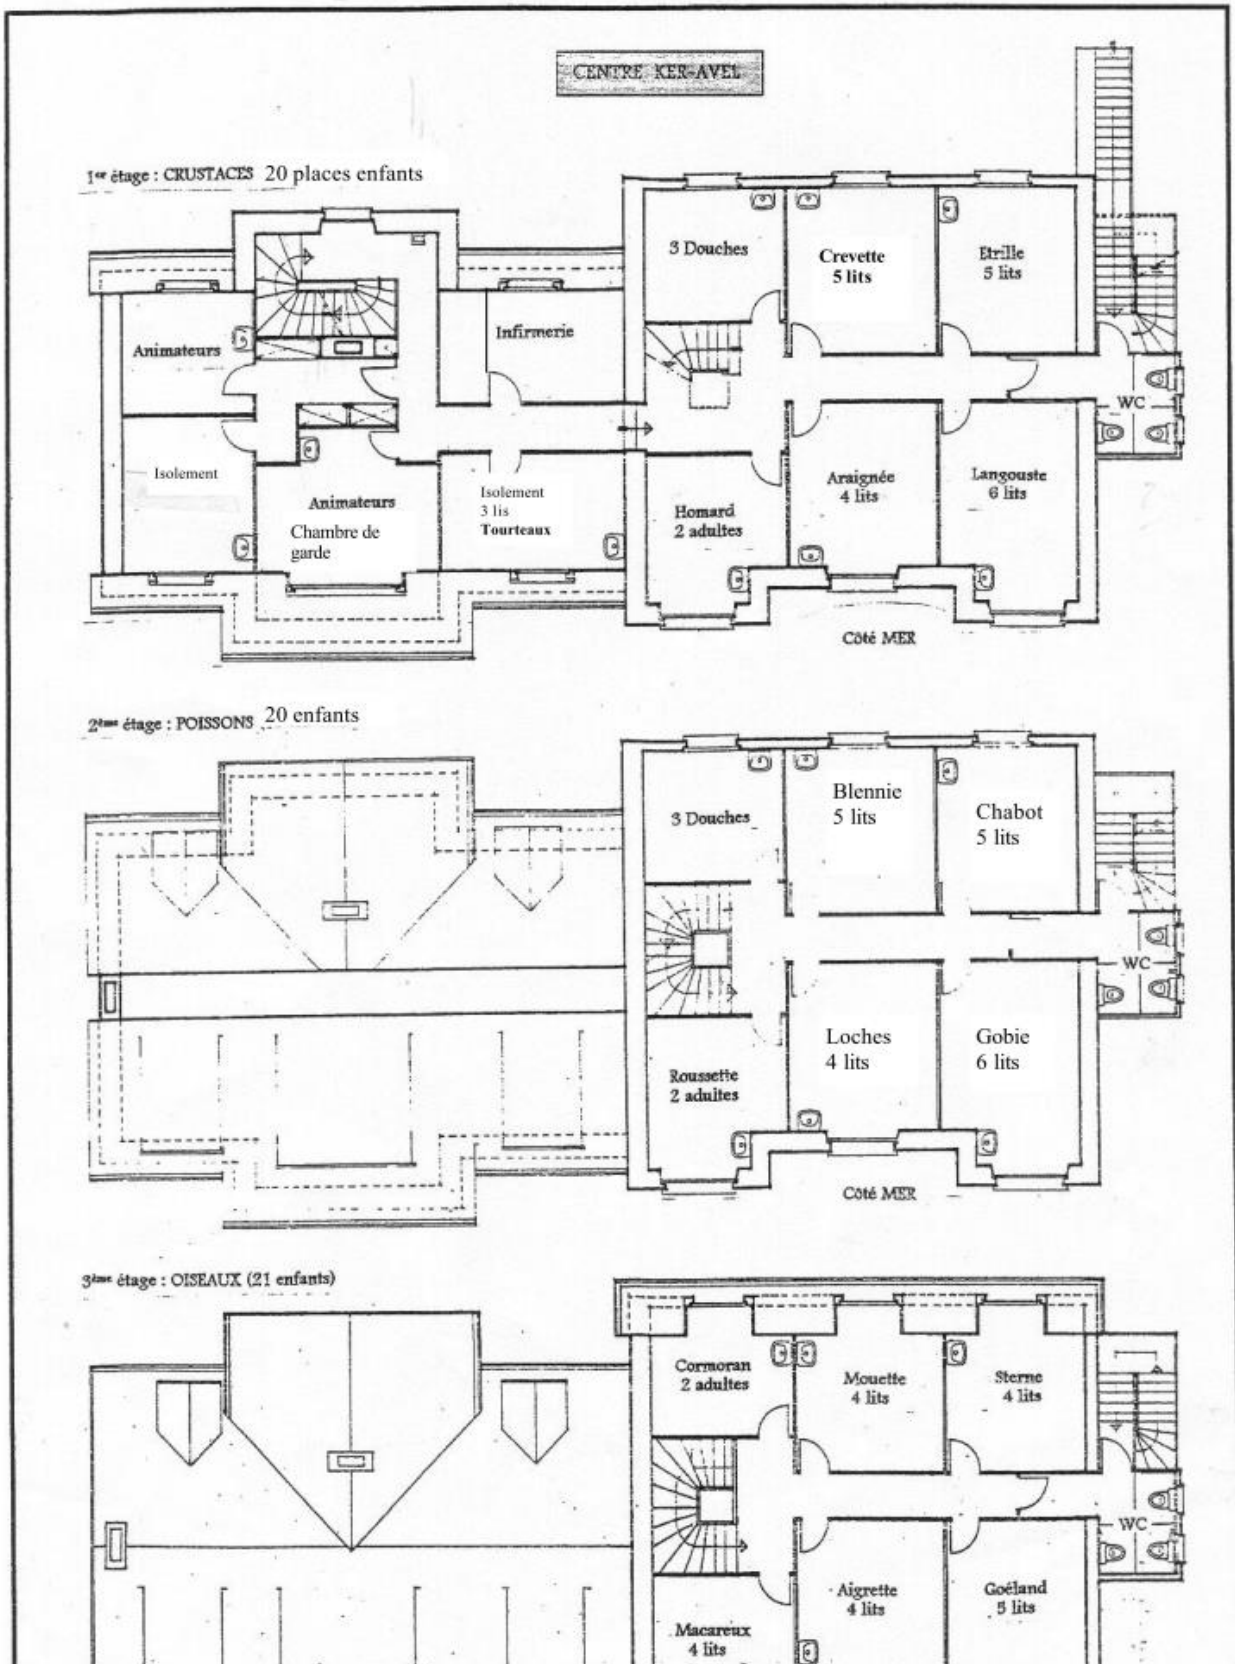 CENTRE KER-AVEL
1er étage : CRUSTACES 20 places enfants
3 Douches
Crevette
5 lits
Etrille
5 lits
Animateurs
Infirmerie
WC
Isolement
Animateurs
Chambre de
garde
Isolement
3 lis
Tourteaux
Homard
2 adultes
Araignée
4 lits
Langouste
6 lits
Côté MER
2ème étage : POISSONS 20 enfants
3 Douches
Blennie
5 lits
Chabot
5 lits
WC
Roussette
2 adultes
Loches
4 lits
Gobie
6 lits
Côté MER
3ème étage : OISEAUX (21 enfants)
Cormoran
2 adultes
Mouette
4 lits
Sterne
4 lits
WC
Macareux
4 lits
Aigrette
4 lits
Goéland
5 lits